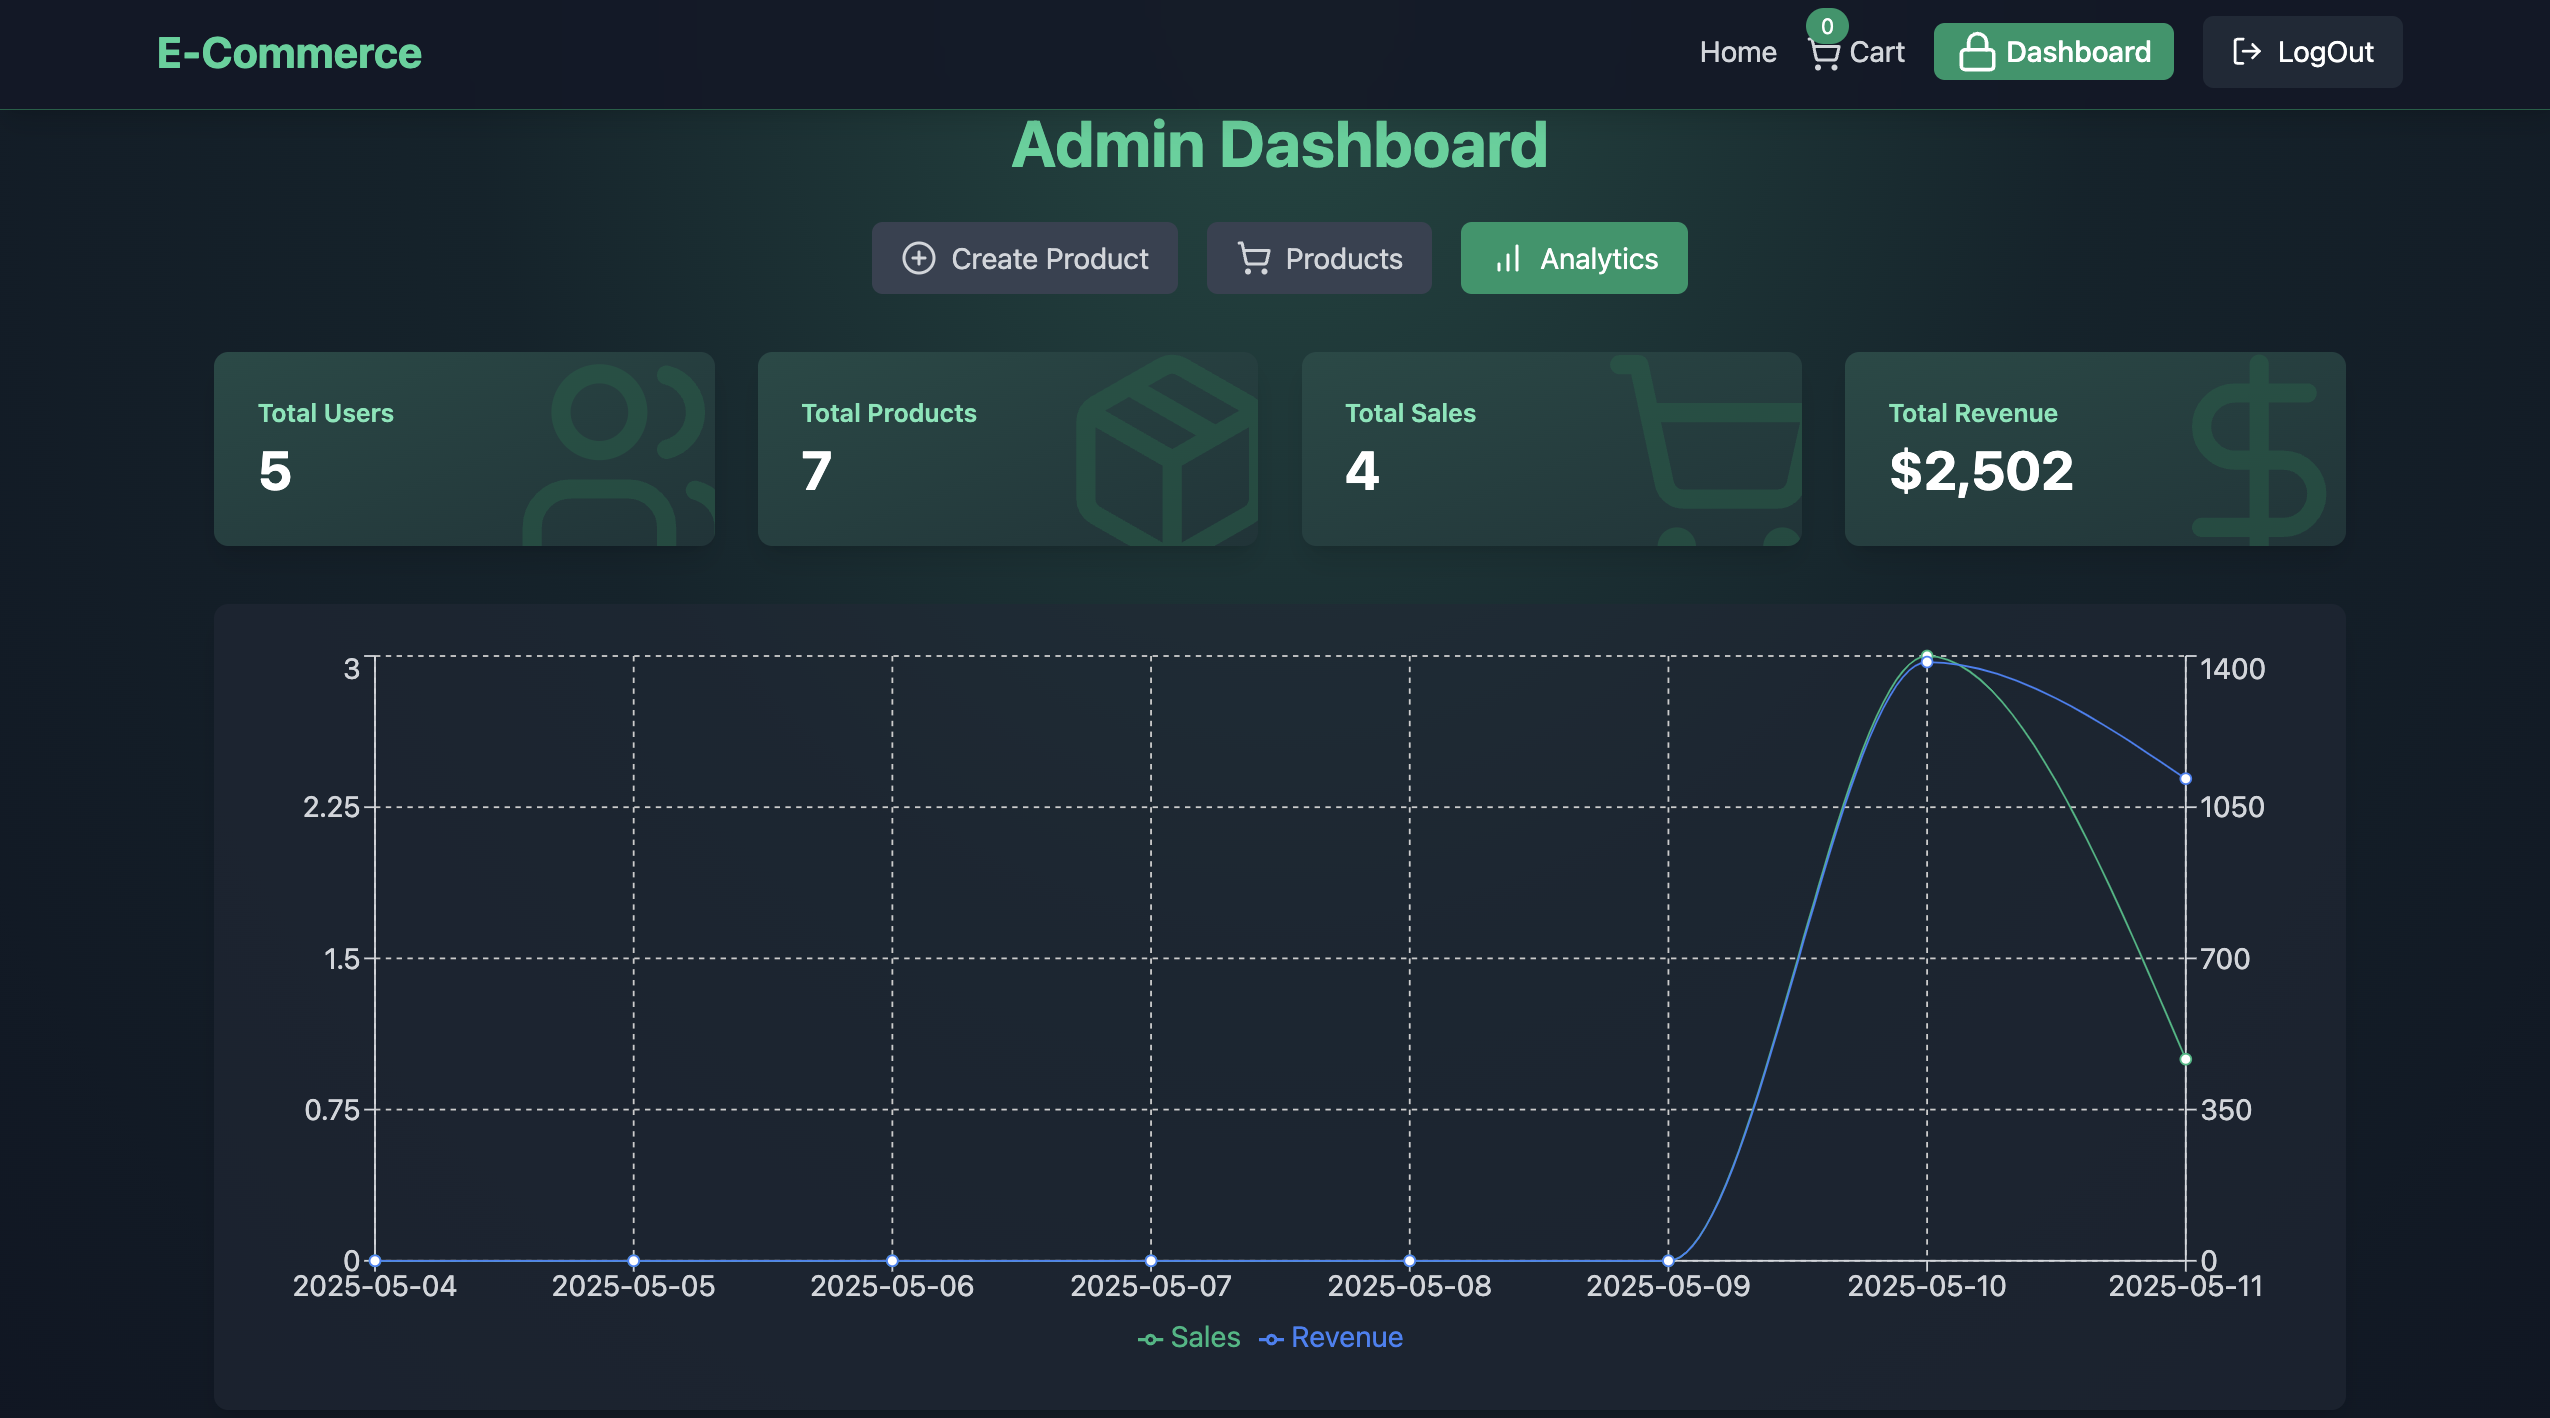 E-Commerce
Home
0
Cart
Dashboard
LogOut
Admin Dashboard
Create Product
Products
Analytics
Total Users
5
Total Products
7
Total Sales
4
Total Revenue
$2,502
3
2.25
1.5
0.75
0
1400
1050
700
350
0
2025-05-04
2025-05-05
2025-05-06
2025-05-07
2025-05-08
2025-05-09
2025-05-10
2025-05-11
Sales
Revenue